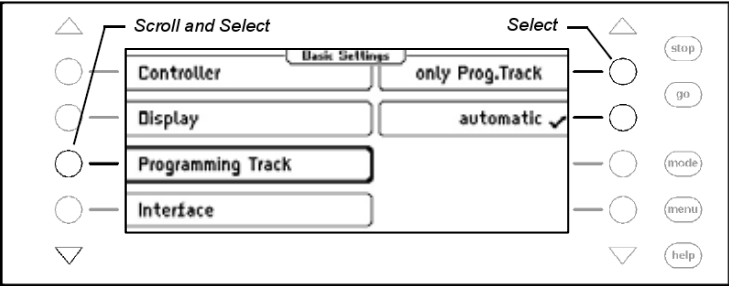 Scroll and Select
Select
Basic Settings
Controller
only Prog.Track
Display
automatic
Programming Track
Interface
stop
go
mode
menu
help